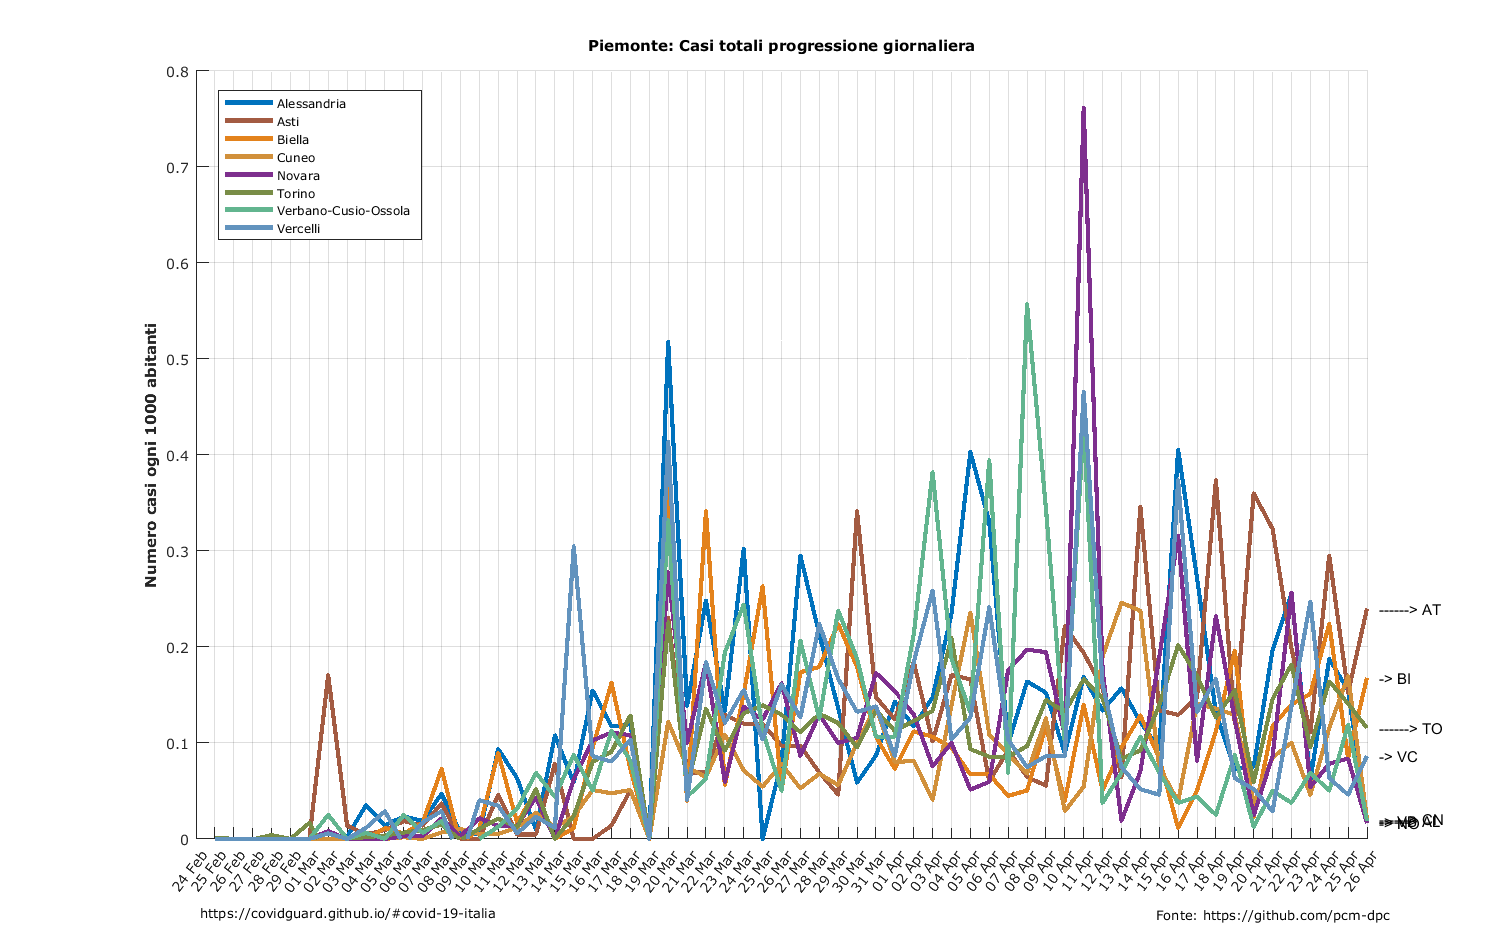 Piemonte: Casi totali progressione giornaliera
0.8
0.7
0.6
0.5
0.4
0.3
0.2
0.1
0
Numero casi ogni 1000 abitanti
Alessandria
Asti
Biella
Cuneo
Novara
Torino
Verbano-Cusio-Ossola
Vercelli
------> AT
-> BI
------> TO
-> VC
24 Feb
25 Feb
26 Feb
27 Feb
28 Feb
29 Feb
01 Mar
02 Mar
03 Mar
04 Mar
05 Mar
06 Mar
07 Mar
08 Mar
09 Mar
10 Mar
11 Mar
12 Mar
13 Mar
14 Mar
15 Mar
16 Mar
17 Mar
18 Mar
19 Mar
20 Mar
21 Mar
22 Mar
23 Mar
24 Mar
25 Mar
26 Mar
27 Mar
28 Mar
29 Mar
30 Mar
31 Mar
01 Apr
02 Apr
03 Apr
04 Apr
05 Apr
06 Apr
07 Apr
08 Apr
09 Apr
10 Apr
11 Apr
12 Apr
13 Apr
14 Apr
15 Apr
16 Apr
17 Apr
18 Apr
19 Apr
20 Apr
21 Apr
22 Apr
23 Apr
24 Apr
25 Apr
26 Apr
https://covidguard.github.io/#covid-19-italia
Fonte: https://github.com/pcm-dpc